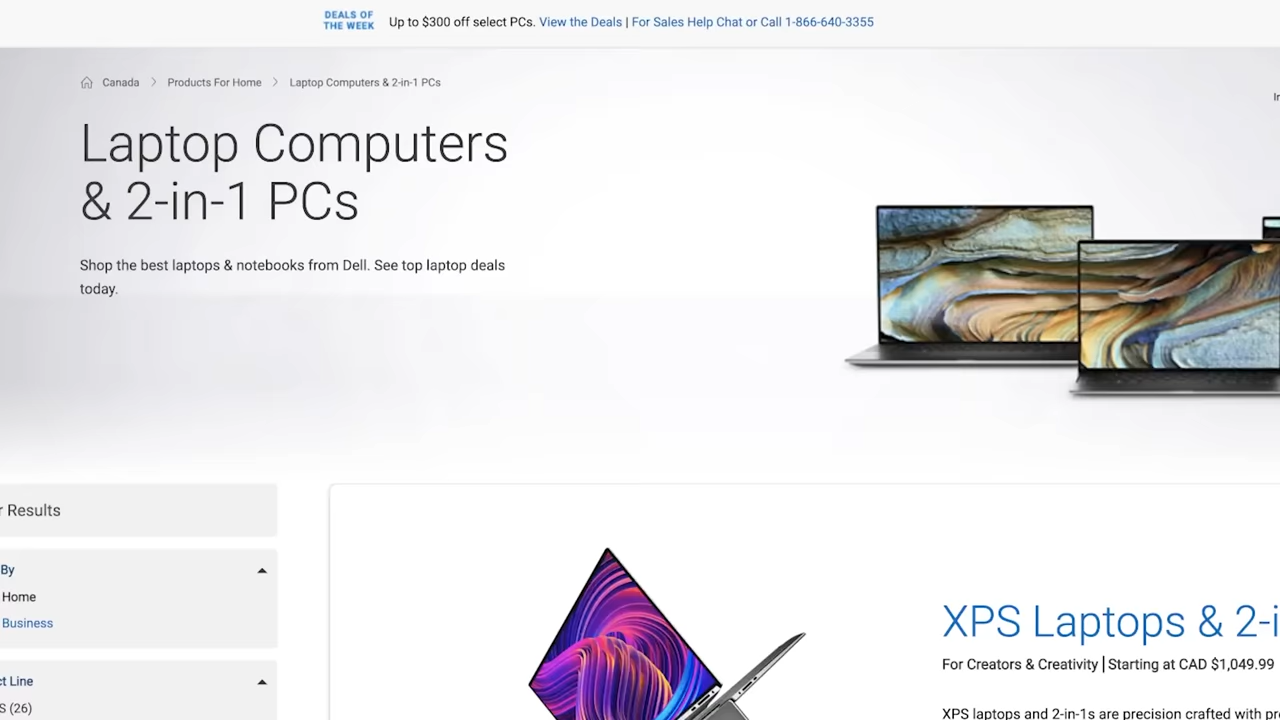 DEALS OF
THE WEEK
Up to $300 off select PCs. View the Deals | For Sales Help Chat or Call 1-866-640-3355
Canada > Products For Home > Laptop Computers & 2-in-1 PCs
Laptop Computers
& 2-in-1 PCs
Shop the best laptops & notebooks from Dell. See top laptop deals
today.
Results
By
Home
Business
Line
(26)
XPS Laptops & 2-i
For Creators & Creativity | Starting at CAD $1,049.99
XPS laptops and 2-in-1s are precision crafted with